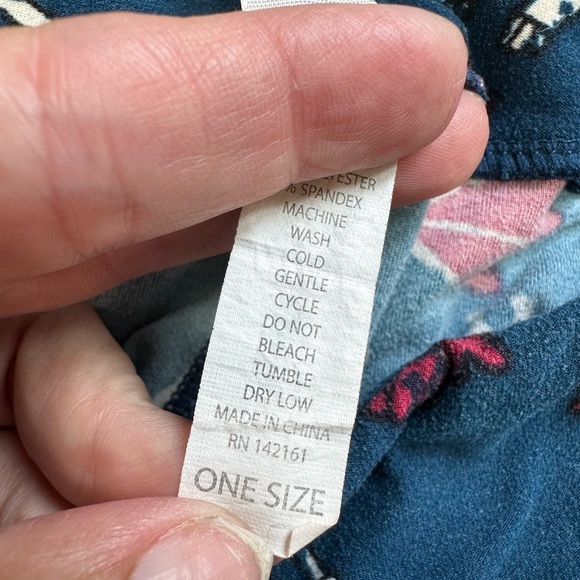 SPANDEX
MACHINE
WASH
COLD
GENTLE
CYCLE
DO NOT
BLEACH
TUMBLE
DRY LOW
MADE IN CHINA
RN 142161
ONE SIZE